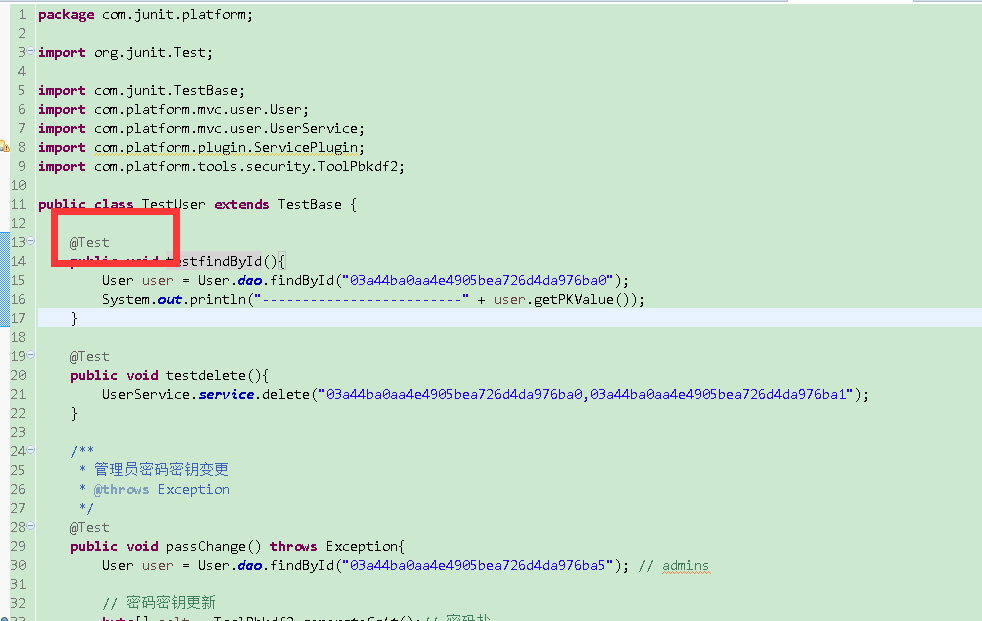 1 package com.junit.platform;
2
3 import org.junit.Test;
4
5 import com.junit.TestBase;
6 import com.platform.mvc.user.User;
7 import com.platform.mvc.user.UserService;
8 import com.platform.plugin.ServicePlugin;
9 import com.platform.tools.security.ToolPbkdf2;
10
11 public class TestUser extends TestBase {
12
13 @Test
14 public void testfindById(){
15 User user = User.dao.findById("03a44ba0aa4e4905bea726d4da976ba0");
16 System.out.println("-------------------------" + user.getPKValue());
17 }
18
19 @Test
20 public void testdelete(){
21 UserService.service.delete("03a44ba0aa4e4905bea726d4da976ba0,03a44ba0aa4e4905bea726d4da976ba1");
22 }
23
24 /**
25 * 管理员密码密钥变更
26 * @throws Exception
27 */
28 @Test
29 public void passChange() throws Exception{
30 User user = User.dao.findById("03a44ba0aa4e4905bea726d4da976ba5"); // admins
31
32 // 密码密钥更新